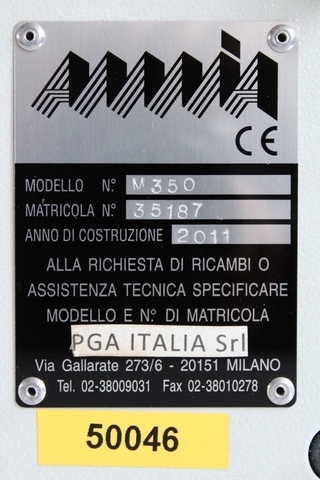 ANNIA
CE
MODELLO N° M350
MATRICOLA N° 35187
ANNO DI COSTRUZIONE 2011
ALLA RICHIESTA DI RICAMBI O
ASSISTENZA TECNICA SPECIFICARE
MODELLO E N° DI MATRICOLA
PGA ITALIA Srl
Via Gallarate 273/6 - 20151 MILANO
Tel. 02-38009031 Fax 02-38010278
50046